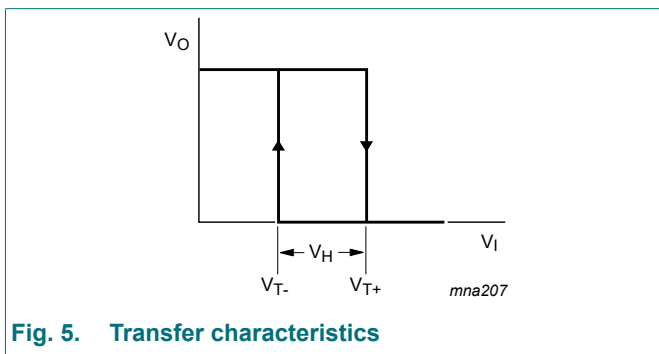 VO
VI
VH
VT- VT+
mna207
Fig. 5. Transfer characteristics